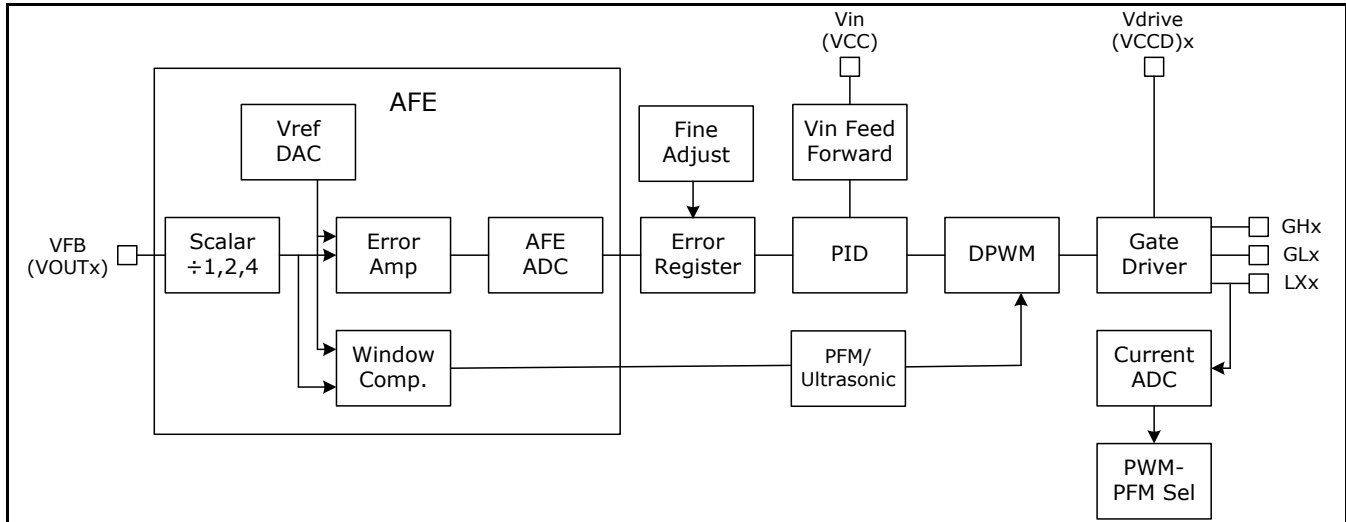 Vin
(VCC)
Vdrive
(VCCD)x
AFE
Vref
DAC
Fine
Adjust
Vin Feed
Forward
VFB
(VOUTx)
Scalar
÷1,2,4
Error
Amp
AFE
ADC
Error
Register
PID
DPWM
Gate
Driver
GHx
GLx
LXx
Window
Comp.
PFM/
Ultrasonic
Current
ADC
PWM-
PFM Sel